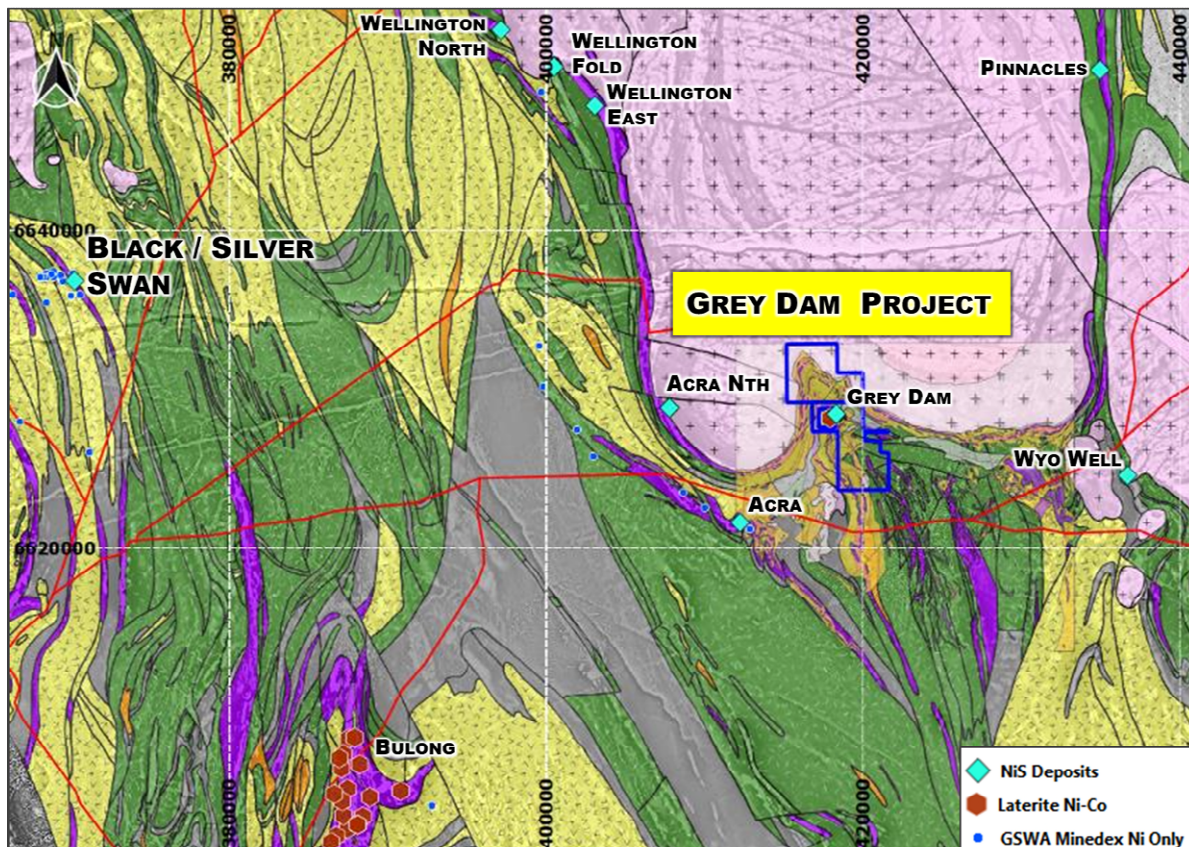 WELLINGTON
NORTH
380000
400000
WELLINGTON
FOLD
WELLINGTON
EAST
420000
PINNACLES
440000
N
6640000
BLACK / SILVER
SWAN
GREY DAM PROJECT
ACRA NTH
GREY DAM
WYO WELL
ACRA
6620000
BULONG
380000
400000
420000
NiS Deposits
Laterite Ni-Co
GSWA Minedex Ni Only